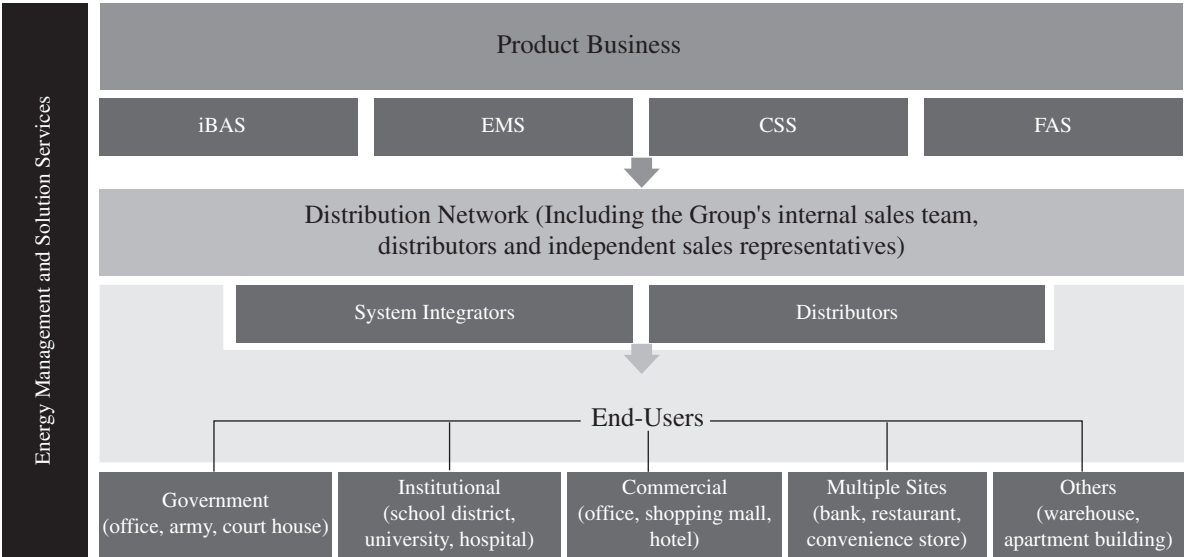 Energy Management and Solution Services
Product Business
iBAS
EMS
CSS
FAS
Distribution Network (Including the Group's internal sales team,
distributors and independent sales representatives)
System Integrators
Distributors
End-Users
Government
(office, army, court house)
Institutional
(school district,
university, hospital)
Commercial
(office, shopping mall,
hotel)
Multiple Sites
(bank, restaurant,
convenience store)
Others
(warehouse,
apartment building)